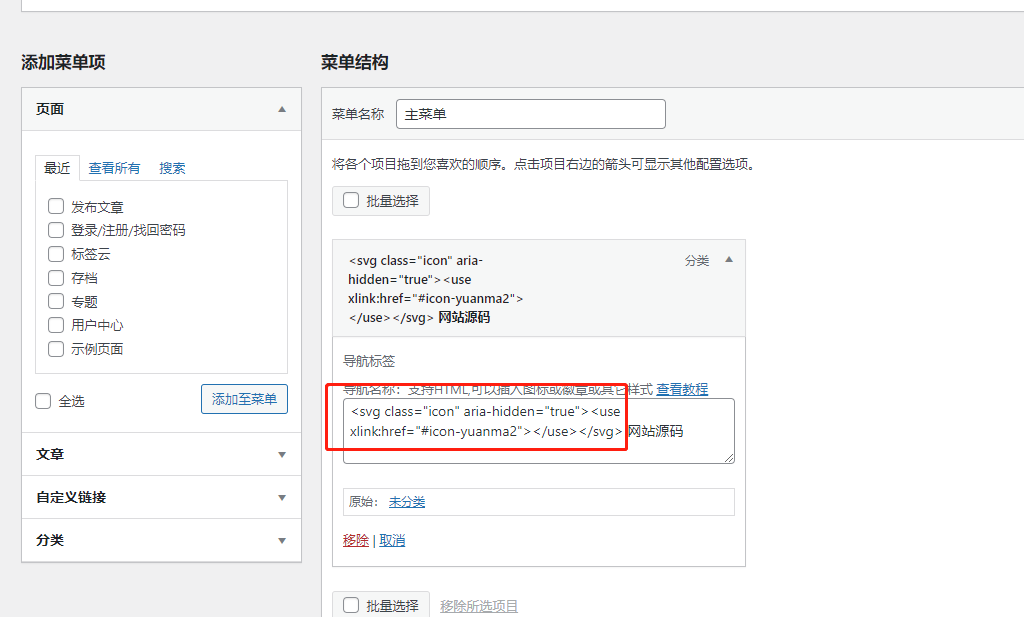 添加菜单项
页面
最近 查看所有 搜索
发布文章
登录/注册/找回密码
标签云
存档
专题
用户中心
示例页面
全选 添加至菜单
文章
自定义链接
分类
菜单结构
菜单名称 主菜单
将各个项目拖到您喜欢的顺序。点击项目右边的箭头可显示其他配置选项。
批量选择
<svg class="icon" aria-
hidden="true"><use
xlink:href="#icon-yuanma2">
</use></svg> 网站源码
分类
导航标签
导航名称：支持HTML,可以插入图标或徽章或其它样式 查看教程
<svg class="icon" aria-hidden="true"><use
xlink:href="#icon-yuanma2"></use></svg> 网站源码
原始： 未分类
移除 | 取消
批量选择 移除所选项目